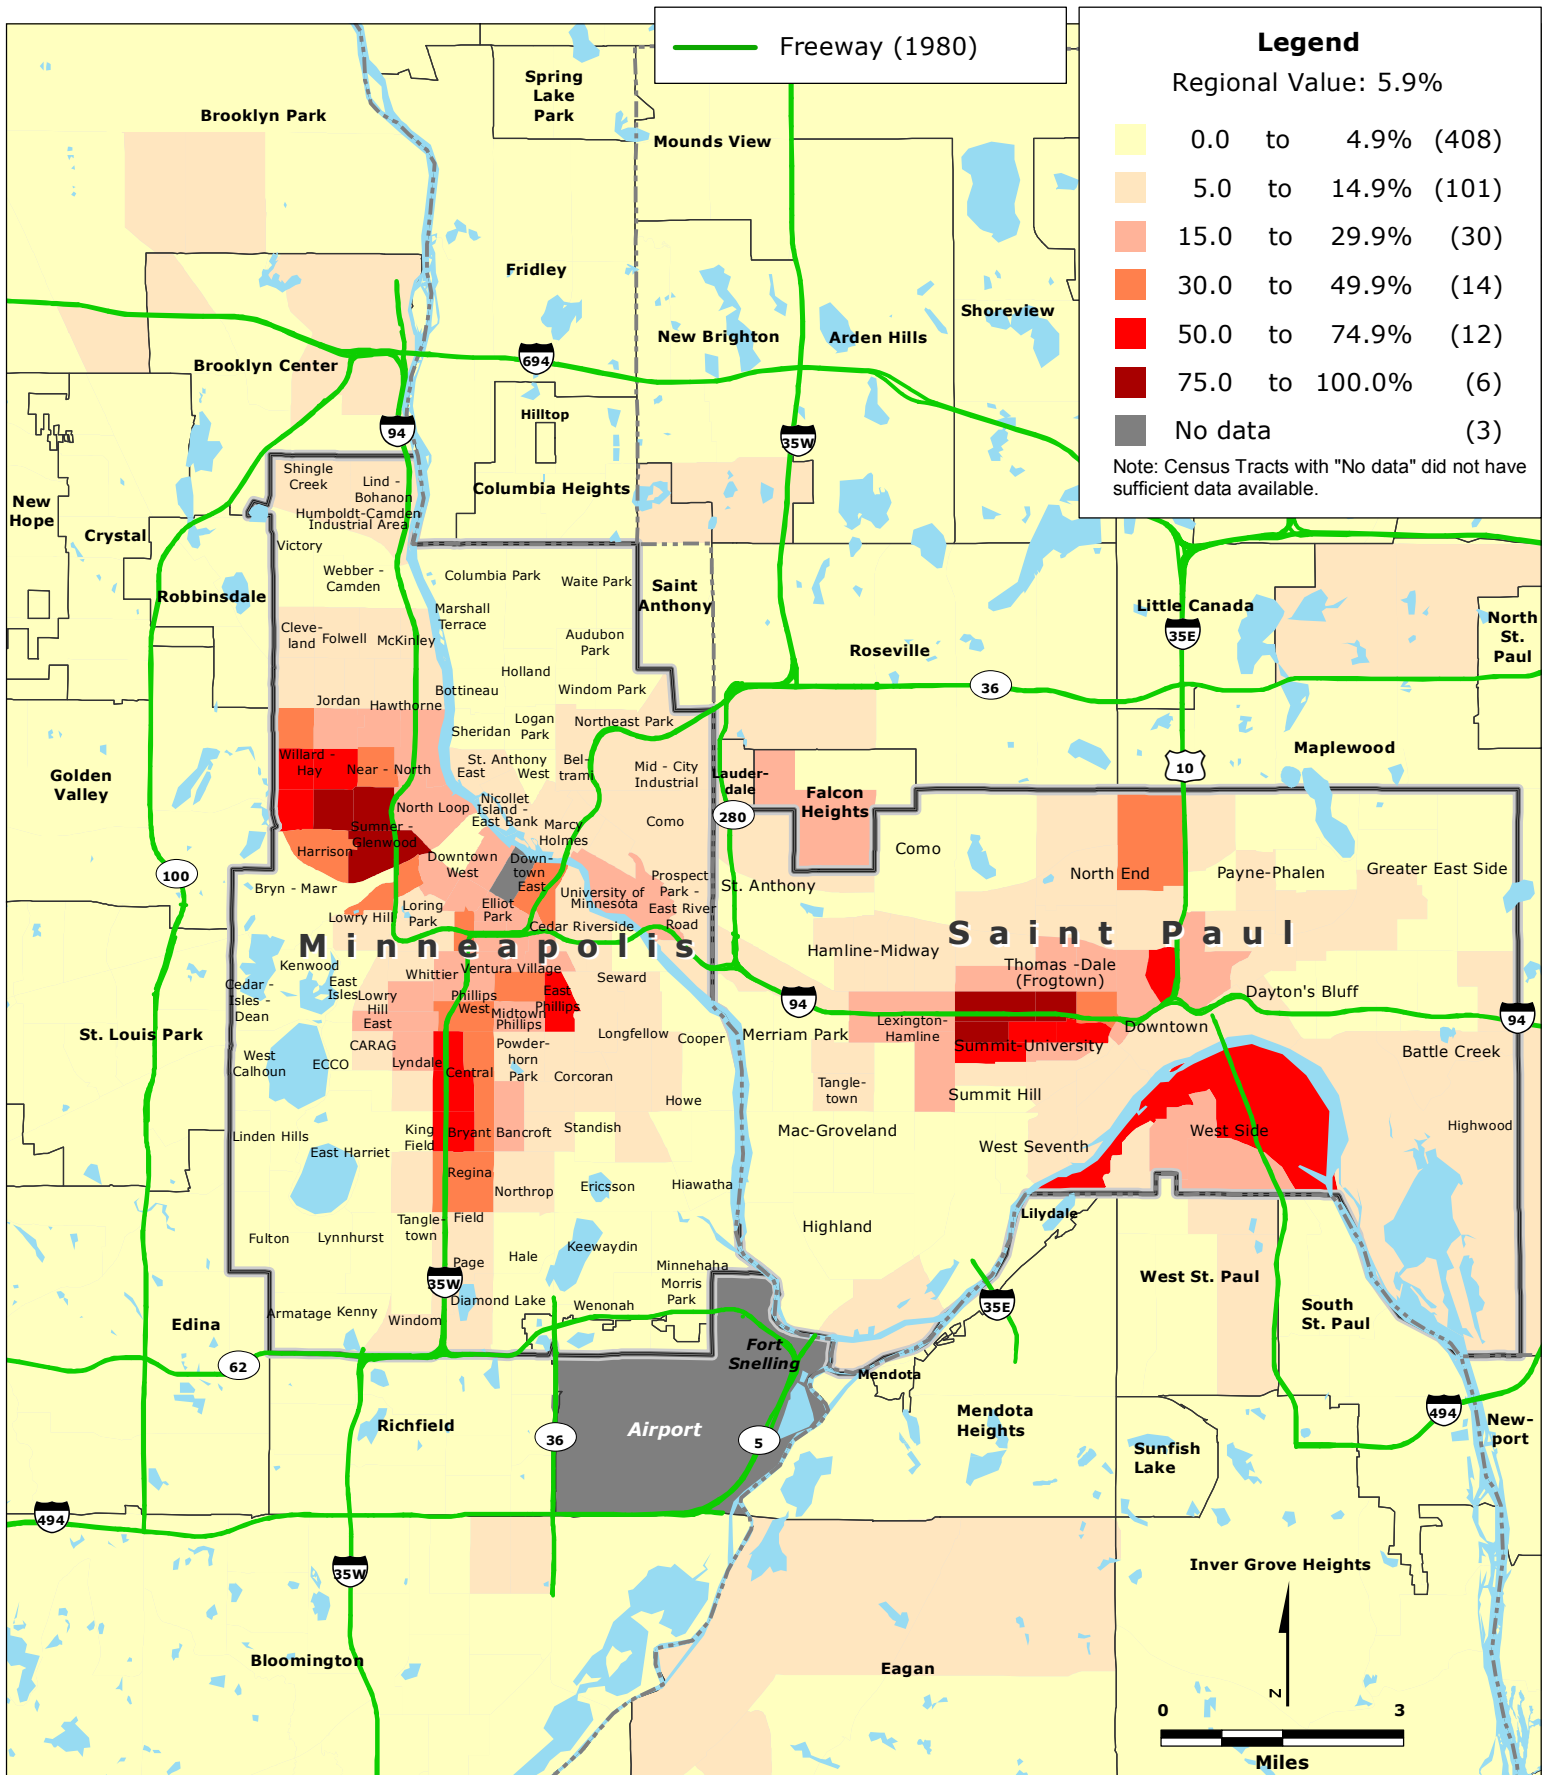 Freeway (1980)
Legend
Regional Value: 5.9%
0.0 to 4.9% (408)
5.0 to 14.9% (101)
15.0 to 29.9% (30)
30.0 to 49.9% (14)
50.0 to 74.9% (12)
75.0 to 100.0% (6)
No data (3)
Note: Census Tracts with "No data" did not have
sufficient data available.
Brooklyn Park
Spring
Lake
Park
Mounds View
Fridley
New Brighton
Arden Hills
Shoreview
Brooklyn Center
694
Hilltop
94
35W
Columbia Heights
New
Hope
Crystal
Robbinsdale
Shingle
Creek
Lind -
Bohanon
Humboldt-Camden
Industrial Area
Victory
Webber -
Camden
Columbia Park
Waite Park
Saint
Anthony
Marshall
Terrace
Audubon
Park
Cleve-
land
Folwell
McKinley
Holland
Bottineau
Windom Park
Jordan
Hawthorne
Logan
Park
Northeast Park
Sheridan
Roseville
36
Little Canada
35E
North
St.
Paul
Maplewood
10
Golden
Valley
Willard -
Hay
Near - North
St. Anthony
East
West
Bel-
trami
Mid - City
Industrial
Lauder-
dale
Falcon
Heights
280
North Loop
Nicollet
Island -
East Bank
Marcy
Holmes
Como
Sumner -
Glenwood
Harrison
Downtown
West
Down-
town
East
Bryn - Mawr
100
Lowry Hill
Loring
Park
Elliot
Park
University of
Minnesota
Prospect
Park -
East River
Road
Cedar Riverside
St. Anthony
Como
North End
Payne-Phalen
Greater East Side
Minneapolis
Saint Paul
Kenwood
Cedar -
Isles -
Dean
East
Isles
Lowry
Hill
East
Whittier
Ventura Village
Phillips
West
Midtown
Phillips
East
Phillips
Seward
Hamline-Midway
Thomas -Dale
(Frogtown)
Dayton's Bluff
94
94
St. Louis Park
Longfellow
Cooper
Merriam Park
Lexington-
Hamline
Summit-University
Downtown
Battle Creek
CARAG
West
Calhoun
ECCO
Lyndale
Central
Powder-
horn
Park
Corcoran
Howe
Tangle-
town
Summit Hill
Linden Hills
East Harriet
King
Field
Bryant
Bancroft
Standish
Mac-Groveland
West Seventh
West Side
Highwood
Regina
Northrop
Ericsson
Hiawatha
Highland
Lilydale
Fulton
Lynnhurst
Tangle-
town
Field
Page
Hale
Keewaydin
Minnehaha
Morris
Park
35W
Diamond Lake
Wenonah
Armatage
Kenny
Windom
Edina
62
35E
West St. Paul
South
St. Paul
Fort
Snelling
Mendota
Richfield
36
Airport
5
Mendota
Heights
Sunfish
Lake
494
New-
port
494
35W
Bloomington
Eagan
Inver Grove Heights
N
0 3
Miles